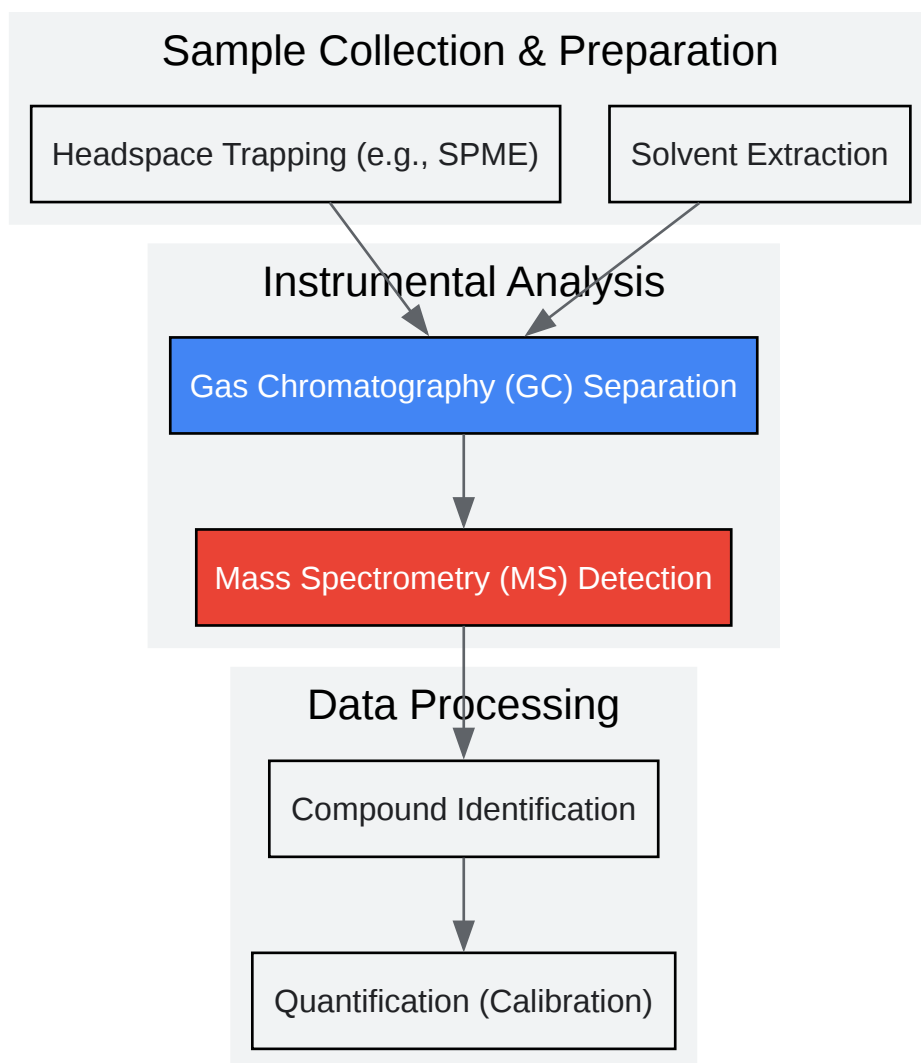 Sample Collection & Preparation
Headspace Trapping (e.g., SPME)
Solvent Extraction
Instrumental Analysis
Gas Chromatography (GC) Separation
Mass Spectrometry (MS) Detection
Data Processing
Compound Identification
Quantification (Calibration)